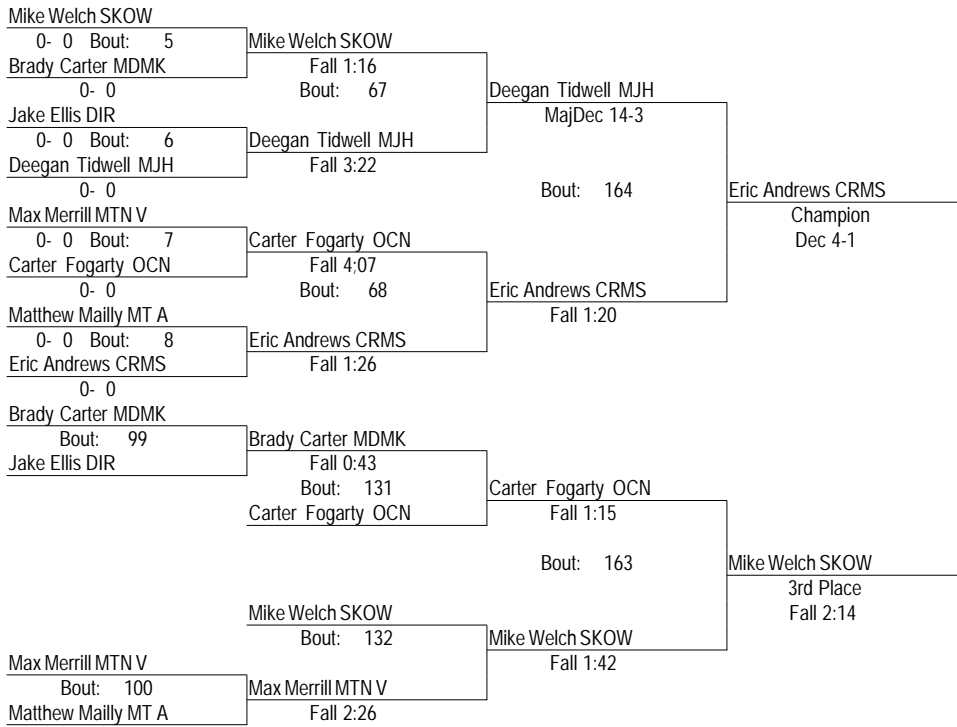 Mike Welch SKOW
0- 0 Bout: 5 Mike Welch SKOW
Brady Carter MDMK Fall 1:16
0- 0 Bout: 67 Deegan Tidwell MJH
Jake Ellis DIR MajDec 14-3
0- 0 Bout: 6 Deegan Tidwell MJH
Deegan Tidwell MJH Fall 3:22
0- 0 Bout: 164 Eric Andrews CRMS
Max Merrill MTN V Champion
0- 0 Bout: 7 Carter Fogarty OCN Dec 4-1
Carter Fogarty OCN Fall 4;07
0- 0 Bout: 68 Eric Andrews CRMS
Matthew Mailly MT A Fall 1:20
0- 0 Bout: 8 Eric Andrews CRMS
Eric Andrews CRMS Fall 1:26
0- 0
Brady Carter MDMK
Bout: 99 Brady Carter MDMK
Jake Ellis DIR Fall 0:43
Bout: 131 Carter Fogarty OCN
Carter Fogarty OCN Fall 1:15
Bout: 163 Mike Welch SKOW
3rd Place
Mike Welch SKOW Fall 2:14
Bout: 132 Mike Welch SKOW
Max Merrill MTN V Fall 1:42
Bout: 100 Max Merrill MTN V
Matthew Mailly MT A Fall 2:26